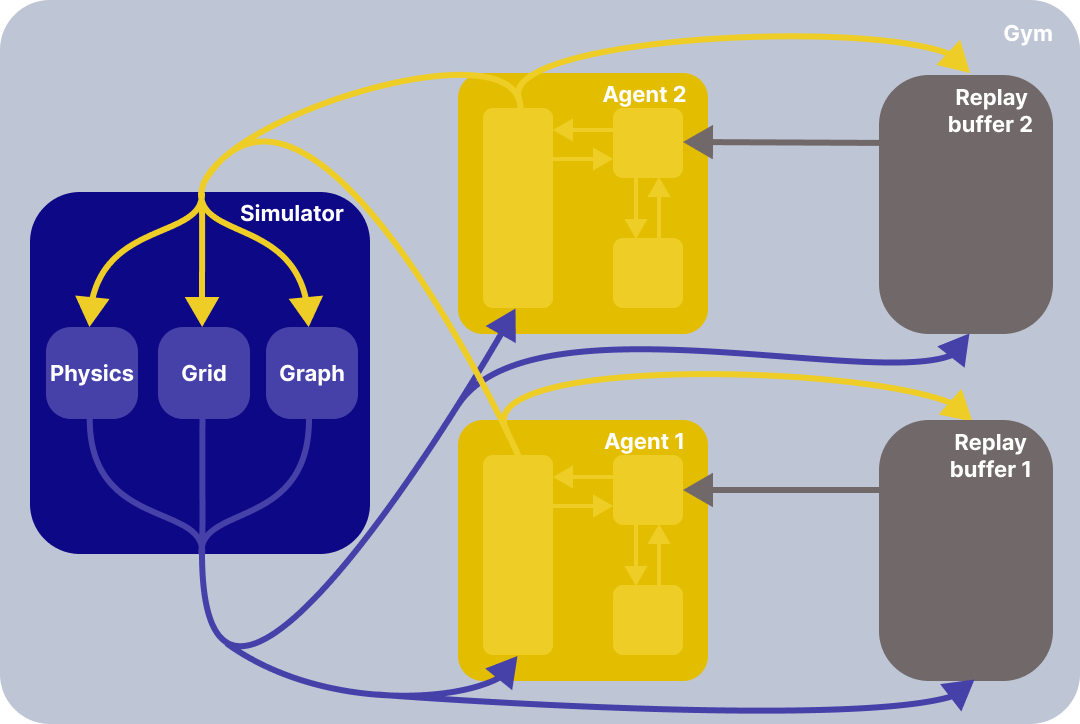 Gym
Agent 2
Replay
buffer 2
Simulator
Physics
Grid
Graph
Agent 1
Replay
buffer 1